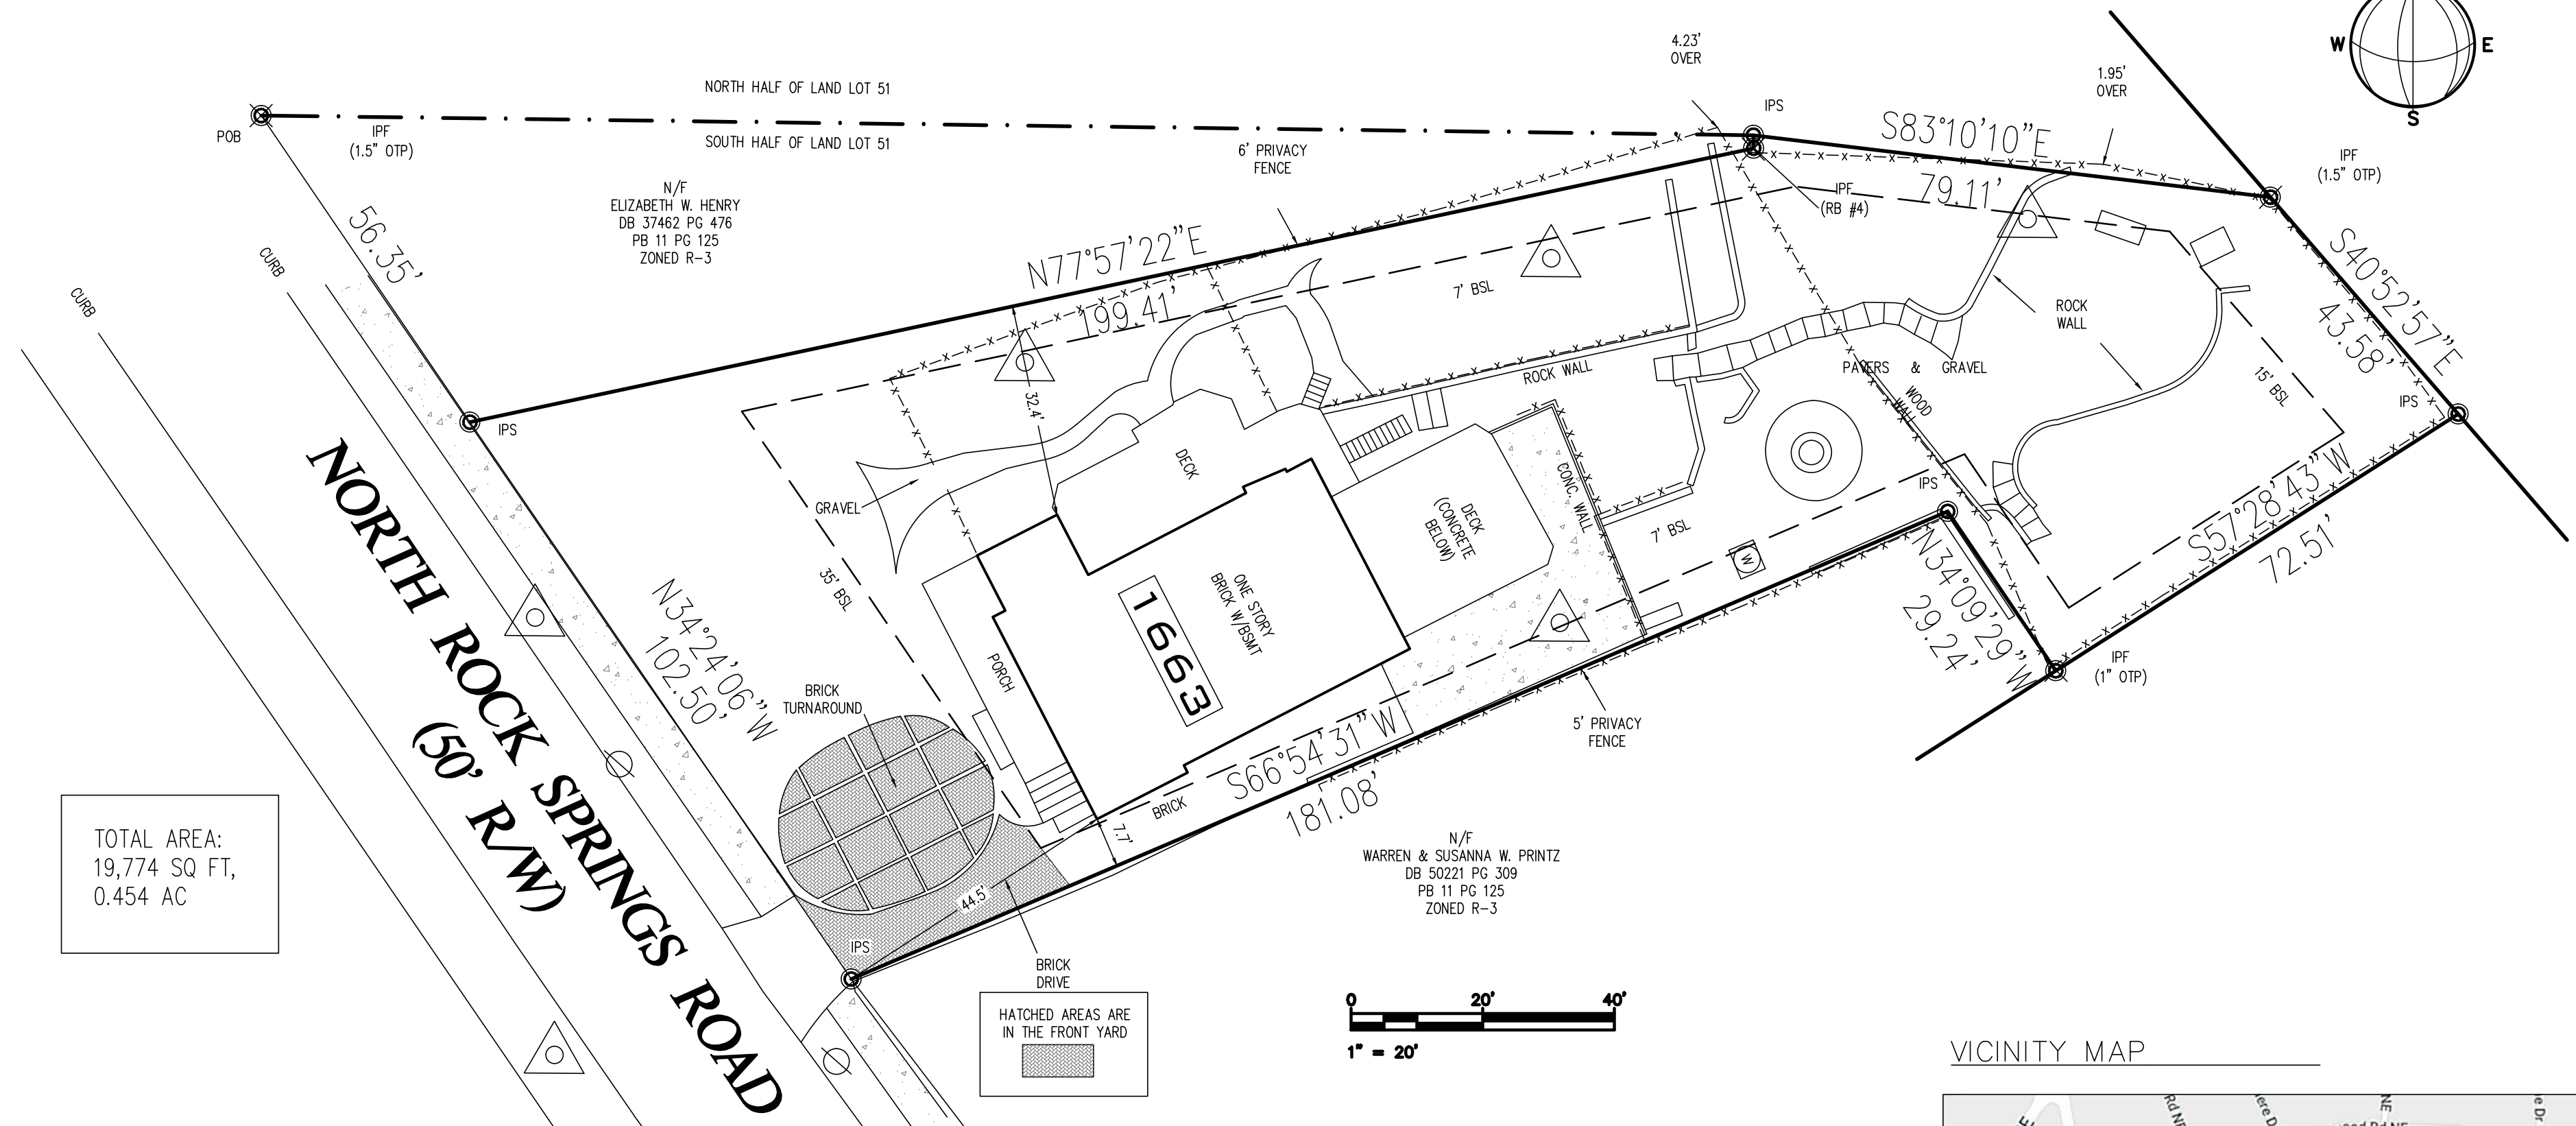 4.23'
OVER
W
E
S
1.95'
OVER
NORTH HALF OF LAND LOT 51
IPS
S83°10'10"E
POB
IPF
(1.5" OTP)
SOUTH HALF OF LAND LOT 51
6' PRIVACY
FENCE
IPF
(1.5" OTP)
N/F
ELIZABETH W. HENRY
DB 37462 PG 476
PB 11 PG 125
ZONED R-3
IPF
(RB #4)
79.11'
56.35'
CURB
CURB
N77°57'22"E
199.41'
7' BSL
S40°52'57"E
43.58'
ROCK
WALL
PAVERS & GRAVEL
WOOD
WALL
ROCK WALL
15' BSL
IPS
32.4'
IPS
DECK
GRAVEL
DECK
(CONCRETE
BELOW)
CONC. WALL
7' BSL
W
IPS
S57°28'43"W
72.51'
NORTH ROCK SPRINGS ROAD
(50' R/W)
35' BSL
N34°24'06"W
102.50'
ONE STORY
BRICK W/BSMT
1663
PORCH
N34°09'29"W
29.24'
IPF
(1" OTP)
BRICK
TURNAROUND
5' PRIVACY
FENCE
S66°54'31"W
181.08'
BRICK
7.7'
TOTAL AREA:
19,774 SQ FT,
0.454 AC
N/F
WARREN & SUSANNA W. PRINTZ
DB 50221 PG 309
PB 11 PG 125
ZONED R-3
44.5'
IPS
BRICK
DRIVE
HATCHED AREAS ARE
IN THE FRONT YARD
0 20' 40'
1" = 20'
VICINITY MAP
Rd NE
NE
e Dr